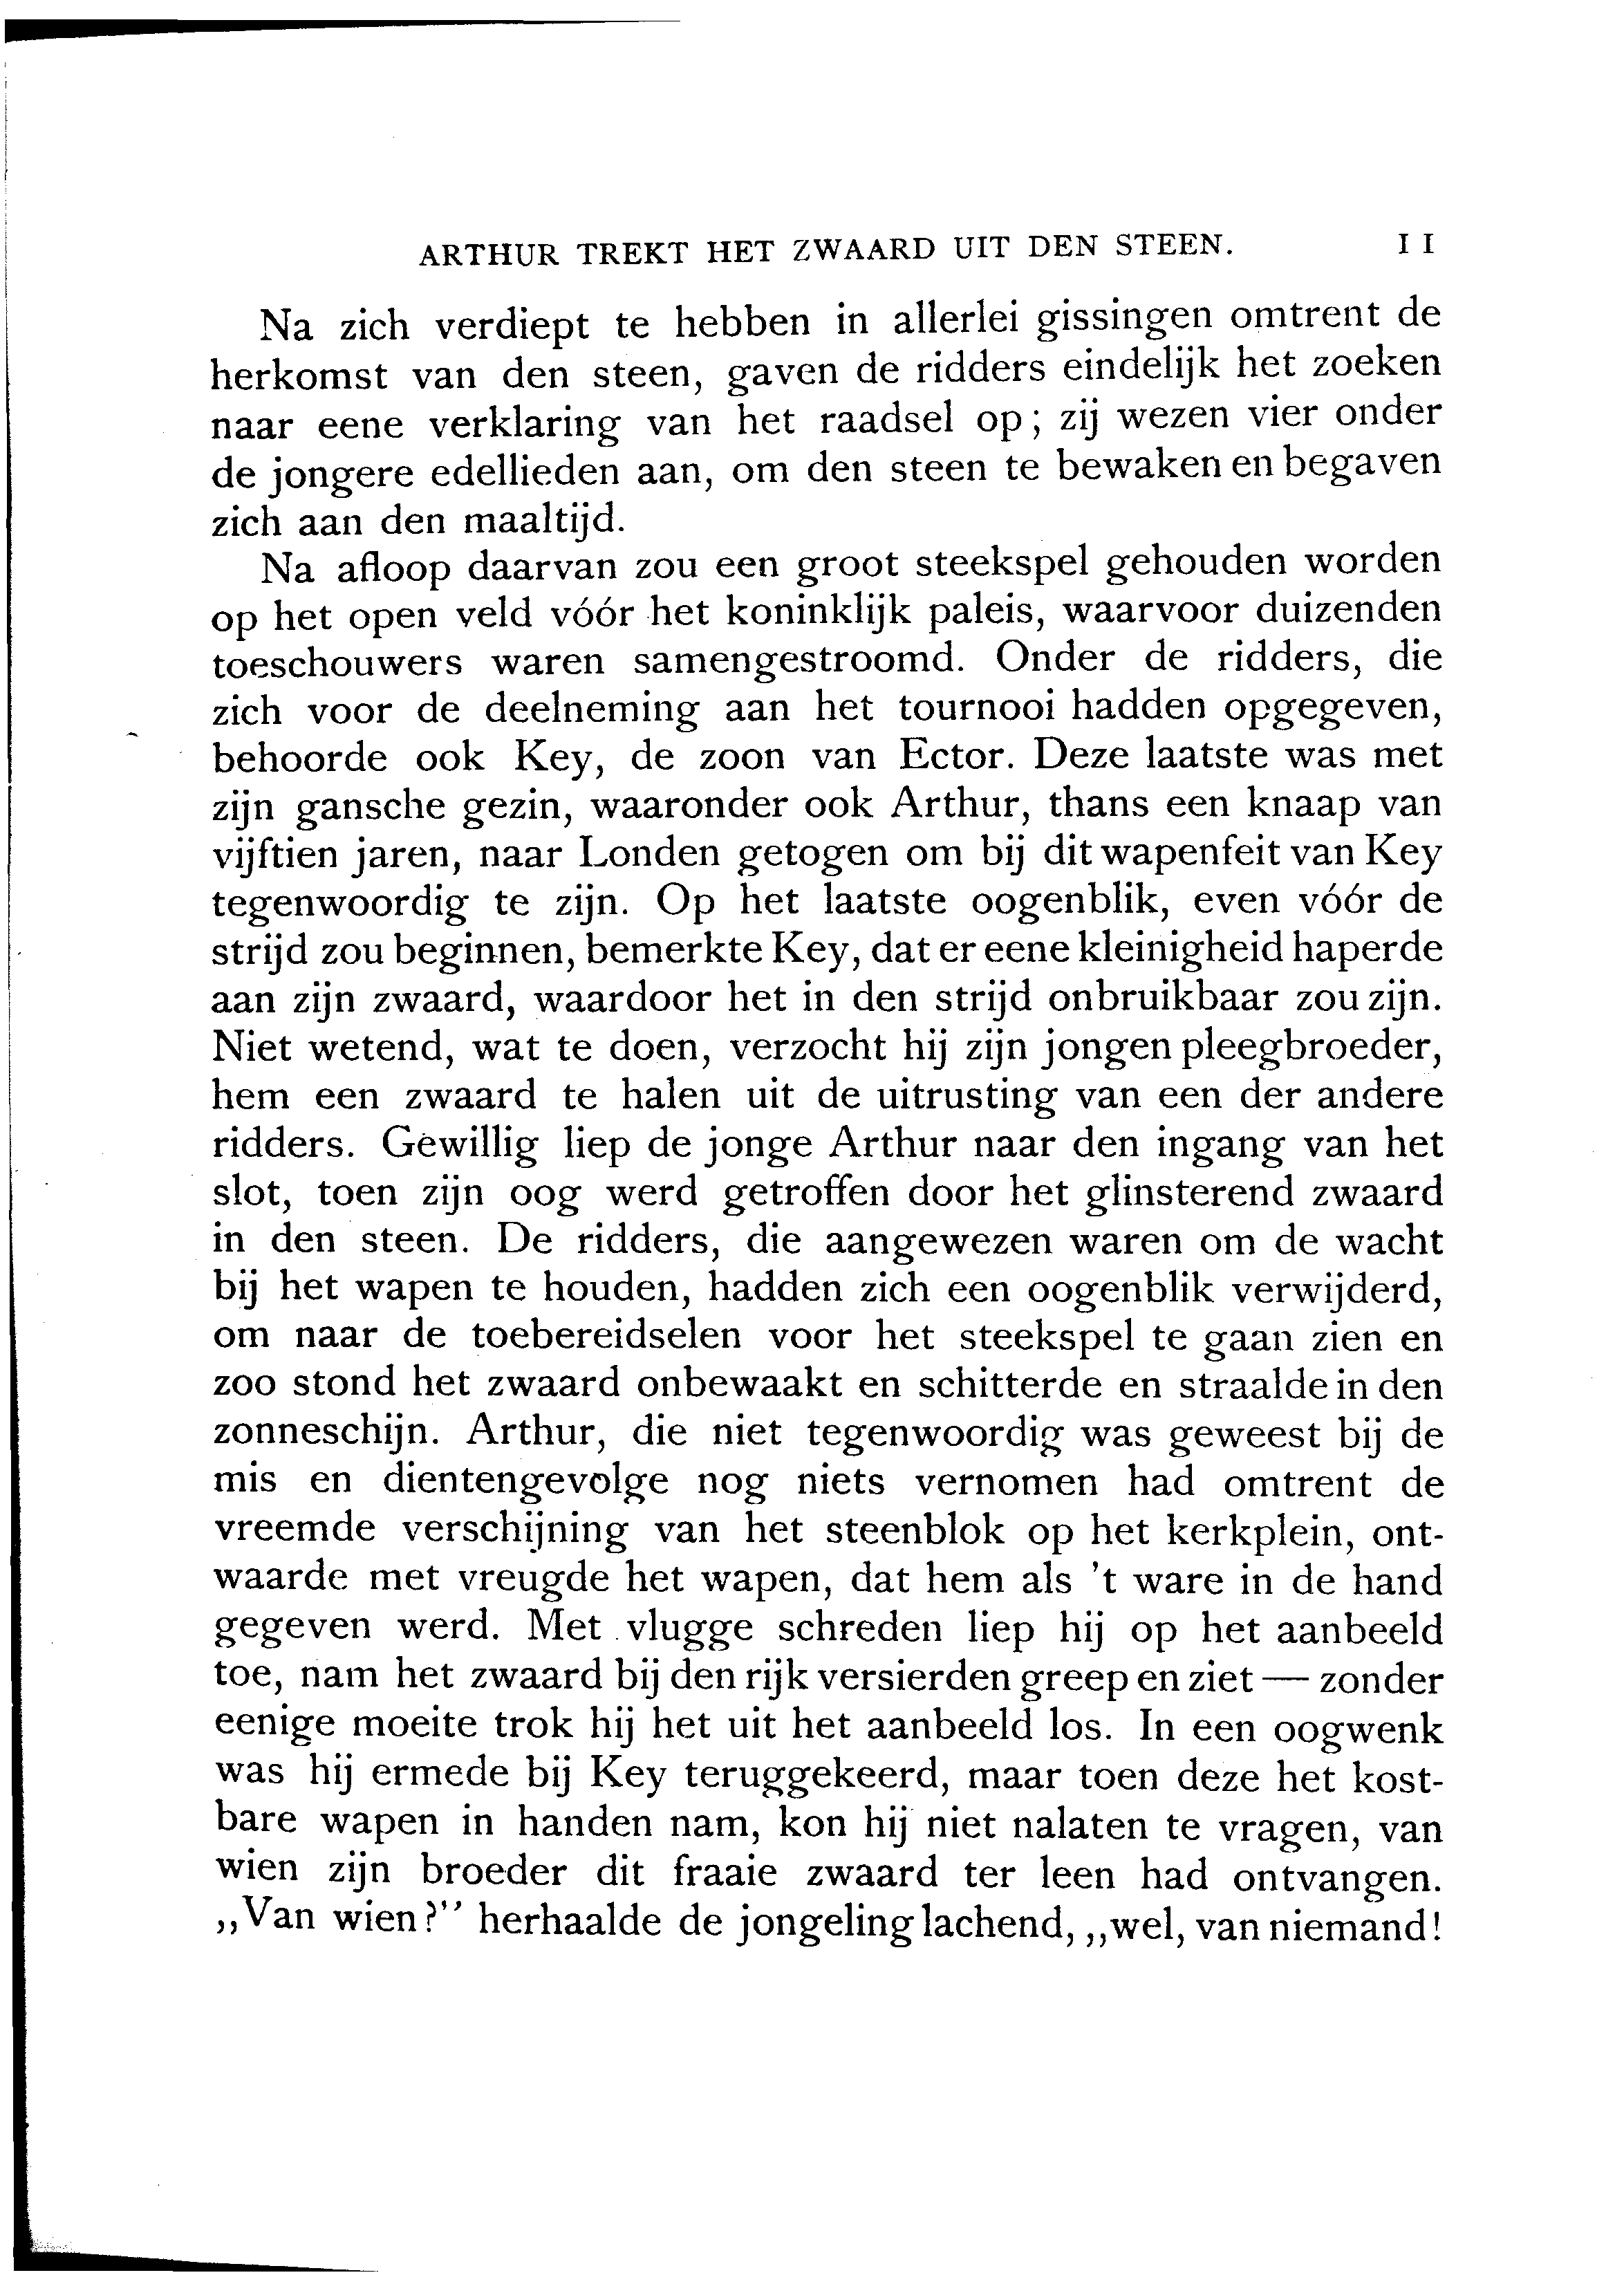 ARTHUR TREKT HET ZWAARD UIT DEN STEEN. 11
Na zich verdiept te hebben in allerlei gissingen omtrent de
herkomst van den steen, gaven de ridders eindelijk het zoeken
naar eene verklaring van het raadsel op; zij wezen vier onder
de jongere edellieden aan, om den steen te bewaken en begaven
zich aan den maaltijd.
Na afloop daarvan zou een groot steekspel gehouden worden
op het open veld vóór het koninklijk paleis, waarvoor duizenden
toeschouwers waren samengestroomd. Onder de ridders, die
zich voor de deelneming aan het tournooi hadden opgegeven,
behoorde ook Key, de zoon van Ector. Deze laatste was met
zijn gansche gezin, waaronder ook Arthur, thans een knaap van
vijftien jaren, naar Londen getogen om bij dit wapenfeit van Key
tegenwoordig te zijn. Op het laatste oogenblik, even vóór de
strijd zou beginnen, bemerkte Key, dat er eene kleinigheid haperde
aan zijn zwaard, waardoor het in den strijd onbruikbaar zou zijn.
Niet wetend, wat te doen, verzocht hij zijn jongen pleegbroeder,
hem een zwaard te halen uit de uitrusting van een der andere
ridders. Gewillig liep de jonge Arthur naar den ingang van het
slot, toen zijn oog werd getroffen door het glinsterend zwaard
in den steen. De ridders, die aangewezen waren om de wacht
bij het wapen te houden, hadden zich een oogenblik verwijderd,
om naar de toebereidselen voor het steekspel te gaan zien en
zoo stond het zwaard onbewaakt en schitterde en straalde in den
zonneschijn. Arthur, die niet tegenwoordig was geweest bij de
mis en dientengevolge nog niets vernomen had omtrent de
vreemde verschijning van het steenblok op het kerkplein, ont-
waarde met vreugde het wapen, dat hem als 't ware in de hand
gegeven werd. Met vlugge schreden liep hij op het aanbeeld
toe, nam het zwaard bij den rijk versierden greep en ziet — zonder
eenige moeite trok hij het uit het aanbeeld los. In een oogwenk
was hij ermede bij Key teruggekeerd, maar toen deze het kost-
bare wapen in handen nam, kon hij niet nalaten te vragen, van
wien zijn broeder dit fraaie zwaard ter leen had ontvangen.
,,Van wien?'' herhaalde de jongeling lachend, ,,wel, van niemand!